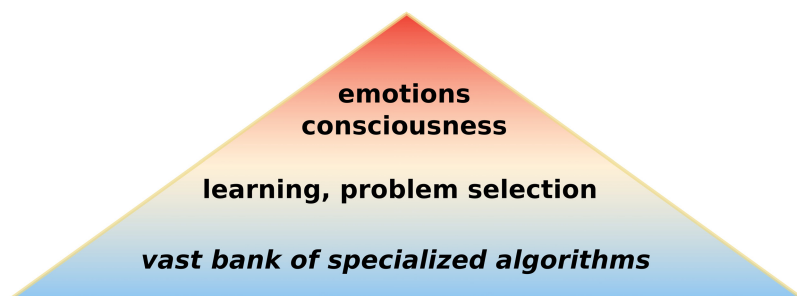 emotions
consciousness
learning, problem selection
vast bank of specialized algorithms